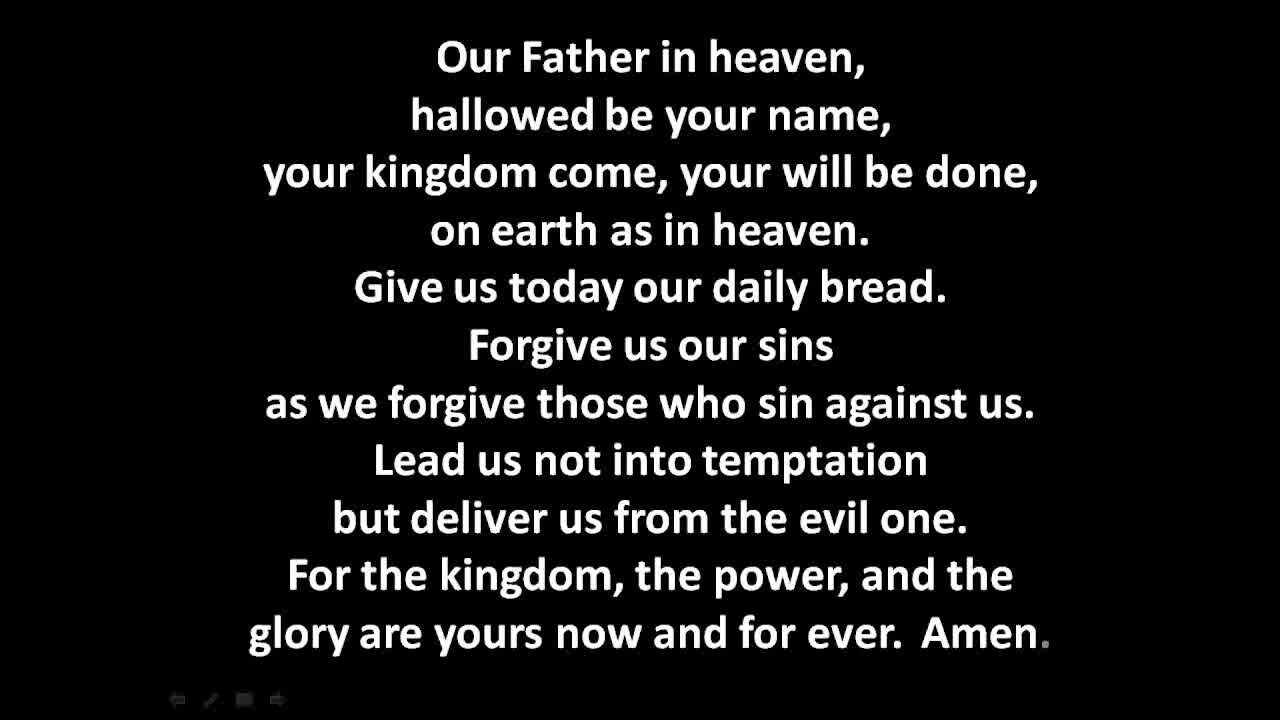 Our Father in heaven,
hallowed be your name,
your kingdom come, your will be done,
on earth as in heaven.
Give us today our daily bread.
Forgive us our sins
as we forgive those who sin against us.
Lead us not into temptation
but deliver us from the evil one.
For the kingdom, the power, and the
glory are yours now and for ever.  Amen.